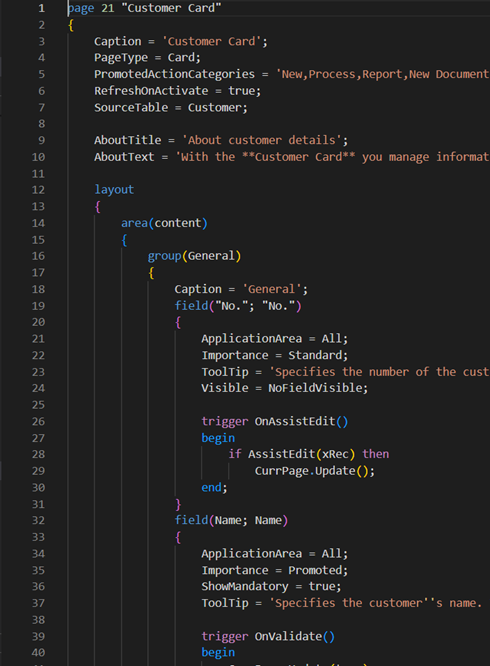 1 page 21 "Customer Card"
2 {
3 Caption = 'Customer Card';
4 PageType = Card;
5 PromotedActionCategories = 'New,Process,Report,New Document
6 RefreshOnActivate = true;
7 SourceTable = Customer;
8
9 AboutTitle = 'About customer details';
10 AboutText = 'With the **Customer Card** you manage informat
11
12 layout
13 {
14 area(content)
15 {
16 group(General)
17 {
18 Caption = 'General';
19 field("No."; "No.")
20 {
21 ApplicationArea = All;
22 Importance = Standard;
23 ToolTip = 'Specifies the number of the cust
24 Visible = NoFieldVisible;
25
26 trigger OnAssistEdit()
27 begin
28 if AssistEdit(xRec) then
29 CurrPage.Update();
30 end;
31 }
32 field(Name; Name)
33 {
34 ApplicationArea = All;
35 Importance = Promoted;
36 ShowMandatory = true;
37 ToolTip = 'Specifies the customer''s name.
38
39 trigger OnValidate()
40 begin